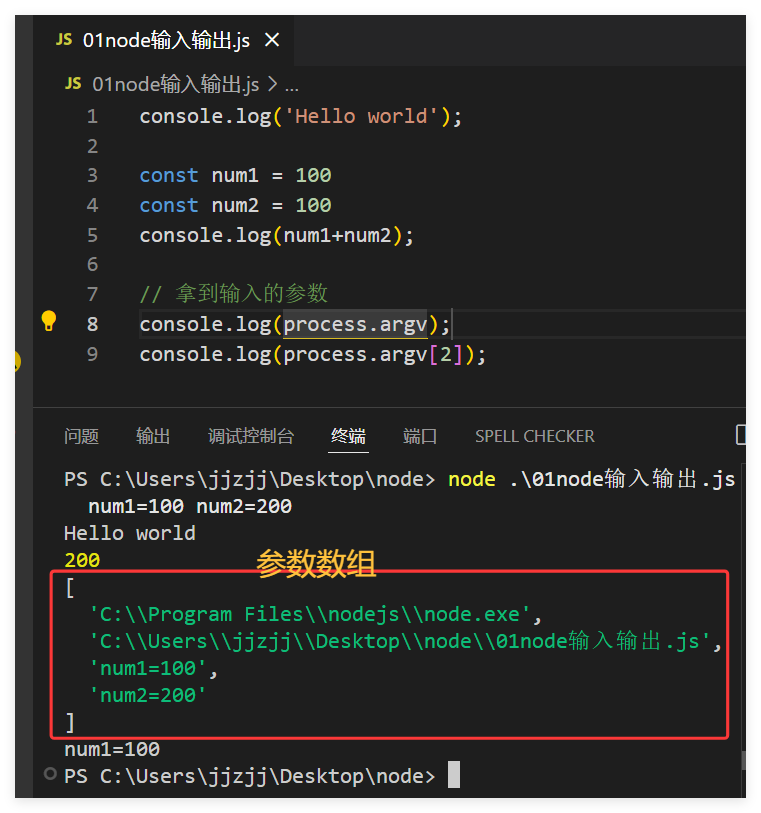 JS 01node输入输出.js ×
JS 01node输入输出.js > ...
1 console.log('Hello world');
2
3 const num1 = 100
4 const num2 = 100
5 console.log(num1+num2);
6
7 // 拿到输入的参数
8 console.log(process.argv);
9 console.log(process.argv[2]);
问题 输出 调试控制台 终端 端口 SPELL CHECKER
PS C:\Users\jjzjj\Desktop\node> node .\01node输入输出.js
num1=100 num2=200
Hello world
200
参数数组
[
'C:\\Program Files\\nodejs\\node.exe',
'C:\\Users\\jjzjj\\Desktop\\node\\01node输入输出.js',
'num1=100',
'num2=200'
]
num1=100
PS C:\Users\jjzjj\Desktop\node>